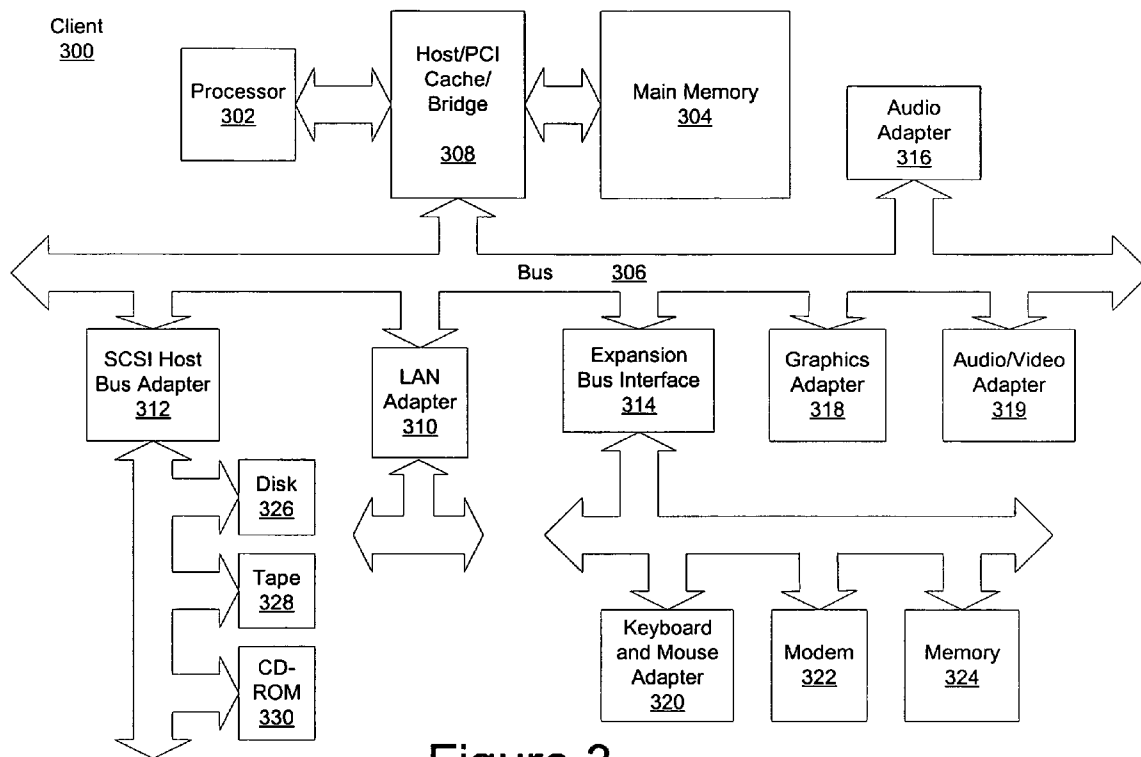 Client
300
Processor
302
Host/PCI
Cache/
Bridge
308
Main Memory
304
Audio
Adapter
316
Bus 306
SCSI Host
Bus Adapter
312
LAN
Adapter
310
Expansion
Bus Interface
314
Graphics
Adapter
318
Audio/Video
Adapter
319
Disk
326
Tape
328
CD-
ROM
330
Keyboard
and Mouse
Adapter
320
Modem
322
Memory
324